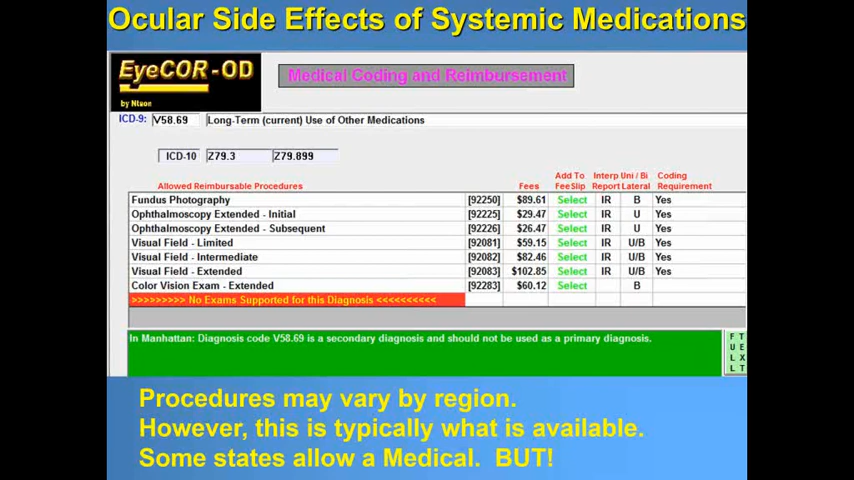 Ocular Side Effects of Systemic Medications
EyeCOR-OD
by Ntson
Medical Coding and Reimbursement
ICD-9: V58.69 Long-Term (current) Use of Other Medications
ICD-10 Z79.3 Z79.899
Allowed Reimbursable Procedures Fees Add To FeeSlip Interp Report Uni / Bi Lateral Coding Requirement
Fundus Photography [92250] $89.61 Select IR B Yes
Ophthalmoscopy Extended - Initial [92225] $29.47 Select IR U Yes
Ophthalmoscopy Extended - Subsequent [92226] $26.47 Select IR U Yes
Visual Field - Limited [92081] $59.15 Select IR U/B Yes
Visual Field - Intermediate [92082] $82.46 Select IR U/B Yes
Visual Field - Extended [92083] $102.85 Select IR U/B Yes
Color Vision Exam - Extended [92283] $60.12 Select B
>>>>>>>>> No Exams Supported for this Diagnosis <<<<<<<<<<
In Manhattan: Diagnosis code V58.69 is a secondary diagnosis and should not be used as a primary diagnosis.
FULL TEXT
Procedures may vary by region.
However, this is typically what is available.
Some states allow a Medical. BUT!